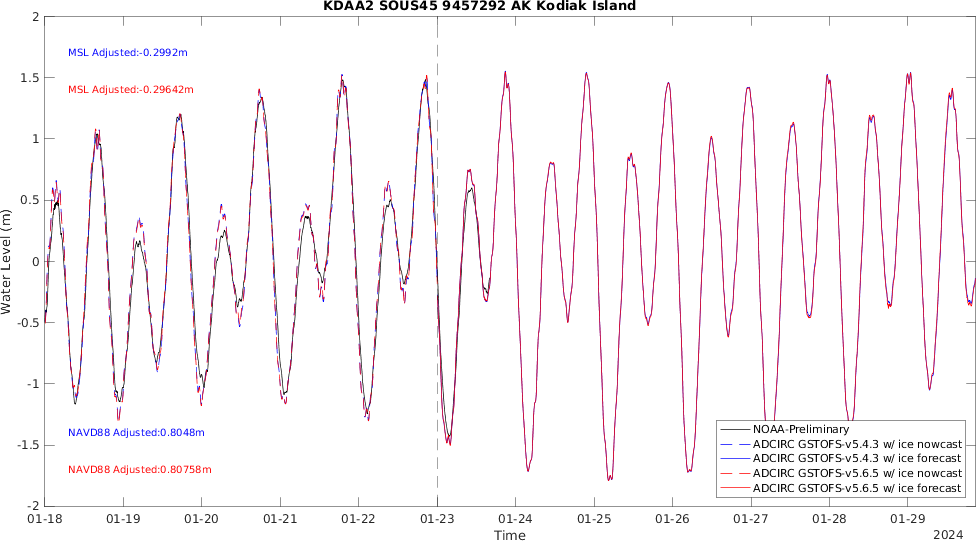 KDAA2 SOUS45 9457292 AK Kodiak Island
2
1.5
1
0.5
0
-0.5
-1
-1.5
-2
Water Level (m)
MSL Adjusted:-0.2992m
MSL Adjusted:-0.29642m
NAVD88 Adjusted:0.8048m
NAVD88 Adjusted:0.80758m
NOAA-Preliminary
ADCIRC GSTOFS-v5.4.3 w/ ice nowcast
ADCIRC GSTOFS-v5.4.3 w/ ice forecast
ADCIRC GSTOFS-v5.6.5 w/ ice nowcast
ADCIRC GSTOFS-v5.6.5 w/ ice forecast
01-18 01-19 01-20 01-21 01-22 01-23 01-24 01-25 01-26 01-27 01-28 01-29
Time
2024